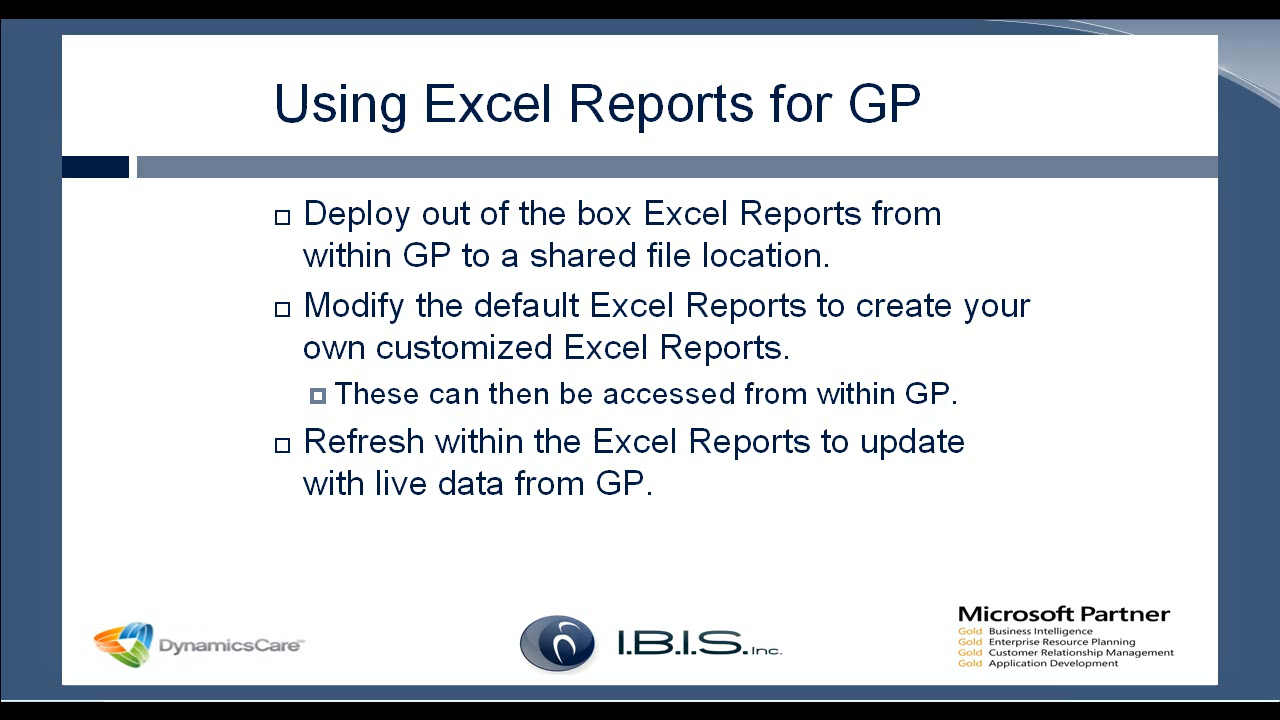 Using Excel Reports for GP
Deploy out of the box Excel Reports from
within GP to a shared file location.
Modify the default Excel Reports to create your
own customized Excel Reports.
These can then be accessed from within GP.
Refresh within the Excel Reports to update
with live data from GP.
DynamicsCare
I.B.I.S. Inc.
Microsoft Partner
Gold Business Intelligence
Gold Enterprise Resource Planning
Gold Customer Relationship Management
Gold Application Development